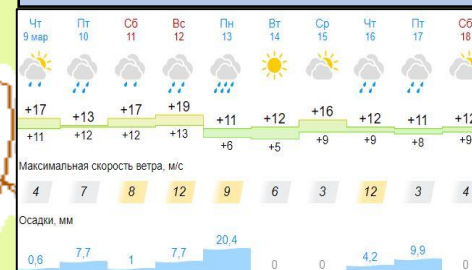 Чт Пт Сб Вс Пн Вт Ср Чт Пт Сб
9 мар 10 11 12 13 14 15 16 17 18
+17 +13 +17 +19 +11 +12 +16 +12 +11 +12
+11 +12 +12 +13 +6 +5 +9 +9 +8 +9
Максимальная скорость ветра, м/с
4 7 8 12 9 6 3 12 3 4
Осадки, мм
0,6 7,7 1 7,7 20,4 0 0 4,2 9,9 0